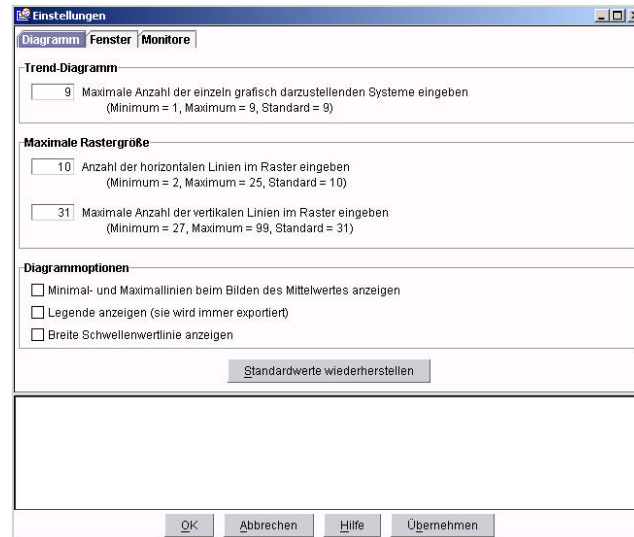 Einstellungen
Diagramm Fenster Monitore
Trend-Diagramm
9 Maximale Anzahl der einzeln grafisch darzustellenden Systeme eingeben
(Minimum = 1, Maximum = 9, Standard = 9)
Maximale Rastergröße
10 Anzahl der horizontalen Linien im Raster eingeben
(Minimum = 2, Maximum = 25, Standard = 10)
31 Maximale Anzahl der vertikalen Linien im Raster eingeben
(Minimum = 27, Maximum = 99, Standard = 31)
Diagrammoptionen
Minimal- und Maximallinien beim Bilden des Mittelwertes anzeigen
Legende anzeigen (sie wird immer exportiert)
Breite Schwellenwertlinie anzeigen
Standardwerte wiederherstellen
OK Abbrechen Hilfe Übernehmen